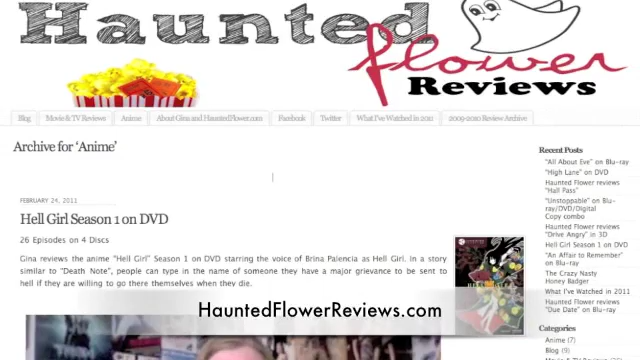 Haunted
flower
Reviews
Blog
Movie & TV Reviews
Anime
About Gina and HauntedFlower.com
Facebook
Twitter
What I've Watched in 2011
2009-2010 Review Archive
Archive for 'Anime'
FEBRUARY 24, 2011
Hell Girl Season 1 on DVD
26 Episodes on 4 Discs
Gina reviews the anime "Hell Girl" Season 1 on DVD starring the voice of Brina Palencia as Hell Girl. In a story
similar to "Death Note", people can type in the name of someone they have a major grievance to be sent to
hell if they are willing to go there themselves when they die.
Recent Posts
"All About Eve" on Blu-ray
"High Lane" on DVD
Haunted Flower reviews
"Hall Pass"
"Unstoppable" on Blu-
ray/DVD/Digital
Copy combo
Haunted Flower reviews
"Drive Angry" in 3D
Hell Girl Season 1 on DVD
"An Affair to Remember"
on Blu-ray
The Crazy Nasty
Honey Badger
What I've Watched in 2011
Haunted Flower reviews
"Due Date" on Blu-ray
Categories
Anime (7)
Blog (9)
HauntedFlowerReviews.com